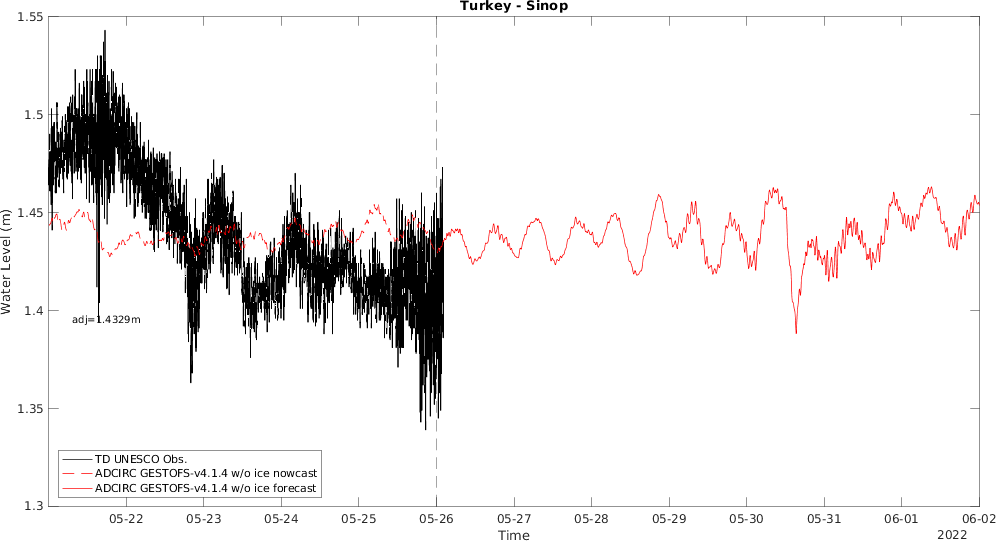 Turkey - Sinop
1.55
1.5
1.45
1.4
1.35
1.3
Water Level (m)
adj=1.4329m
TD UNESCO Obs.
ADCIRC GESTOFS-v4.1.4 w/o ice nowcast
ADCIRC GESTOFS-v4.1.4 w/o ice forecast
05-22 05-23 05-24 05-25 05-26 05-27 05-28 05-29 05-30 05-31 06-01 06-02
Time
2022